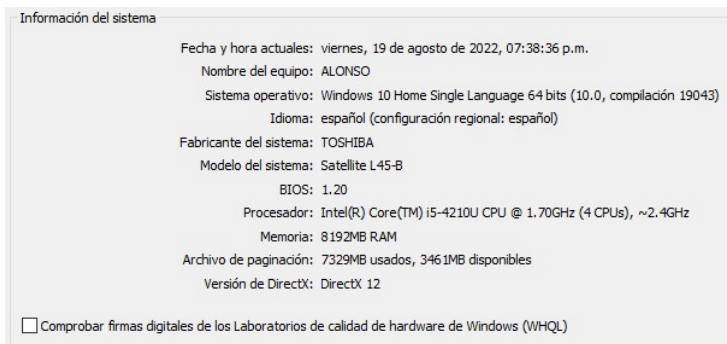 Información del sistema
Fecha y hora actuales: viernes, 19 de agosto de 2022, 07:38:36 p.m.
Nombre del equipo: ALONSO
Sistema operativo: Windows 10 Home Single Language 64 bits (10.0, compilación 19043)
Idioma: español (configuración regional: español)
Fabricante del sistema: TOSHIBA
Modelo del sistema: Satellite L45-B
BIOS: 1.20
Procesador: Intel(R) Core(TM) i5-4210U CPU @ 1.70GHz (4 CPUs), ~2.4GHz
Memoria: 8192MB RAM
Archivo de paginación: 7329MB usados, 3461MB disponibles
Versión de DirectX: DirectX 12
Comprobar firmas digitales de los Laboratorios de calidad de hardware de Windows (WHQL)